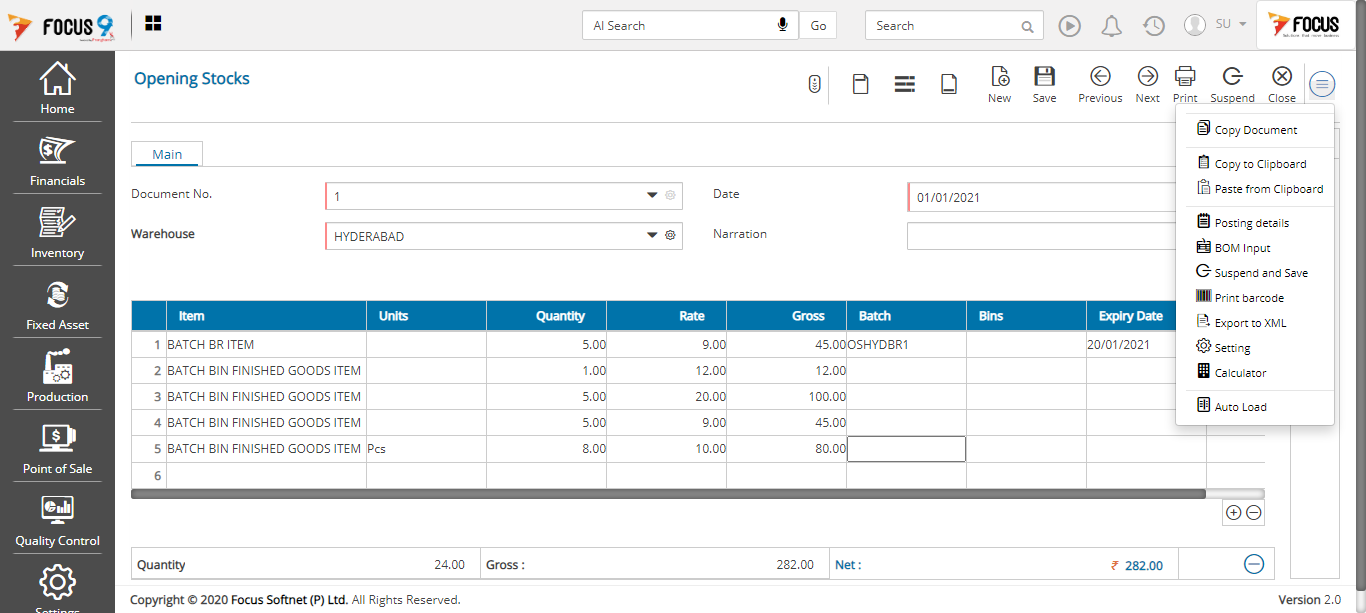 FOCUS 9 AI Search Go Search SU FOCUS
Opening Stocks
New Save Previous Next Print Suspend Close
Home
Financials
Inventory
Fixed Asset
Production
Point of Sale
Quality Control
Settings
Main
Document No. 1 Date 01/01/2021
Warehouse HYDERABAD Narration
Item Units Quantity Rate Gross Batch Bins Expiry Date
1 BATCH BR ITEM 5.00 9.00 45.00 OSHYDBR1 20/01/2021
2 BATCH BIN FINISHED GOODS ITEM 1.00 12.00 12.00
3 BATCH BIN FINISHED GOODS ITEM 5.00 20.00 100.00
4 BATCH BIN FINISHED GOODS ITEM 5.00 9.00 45.00
5 BATCH BIN FINISHED GOODS ITEM Pcs 8.00 10.00 80.00
6
Copy Document
Copy to Clipboard
Paste from Clipboard
Posting details
BOM Input
Suspend and Save
Print barcode
Export to XML
Setting
Calculator
Auto Load
Quantity 24.00 Gross : 282.00 Net : ₹ 282.00
Copyright © 2020 Focus Softnet (P) Ltd. All Rights Reserved. Version 2.0